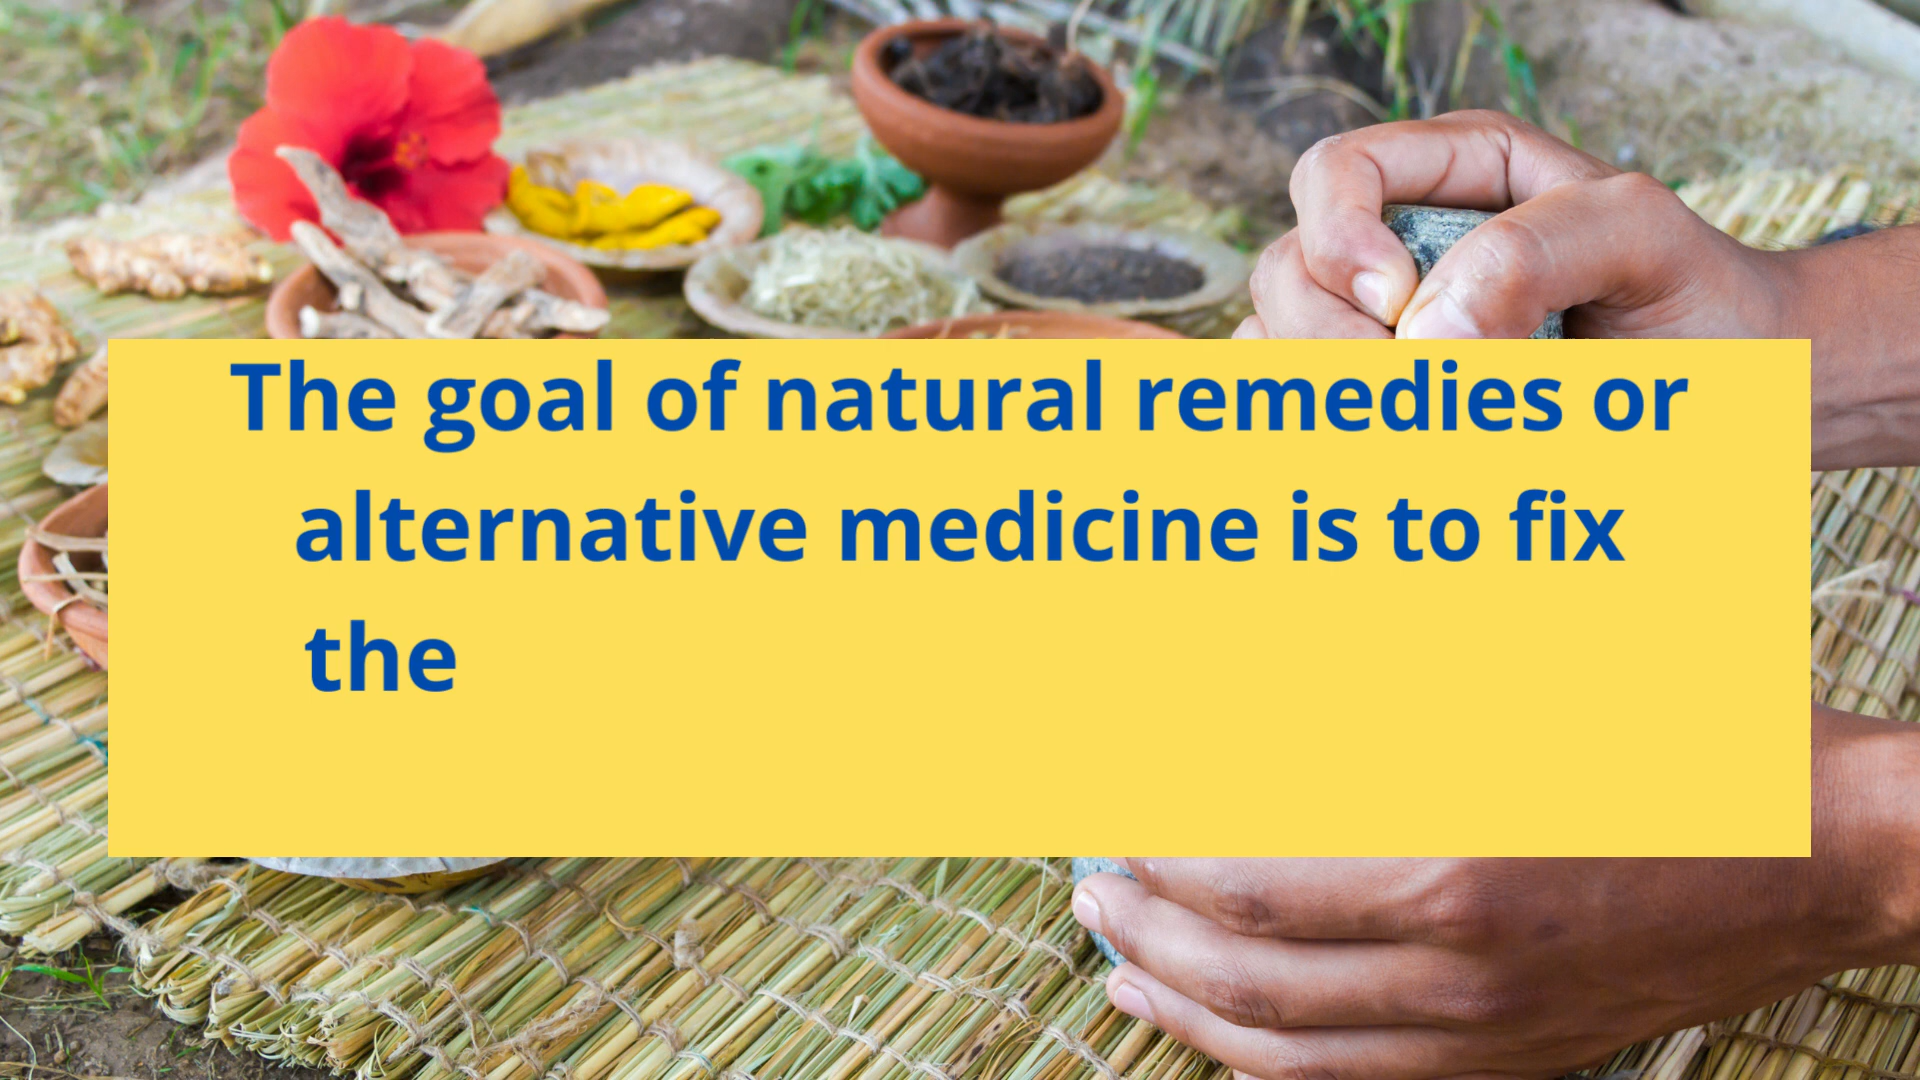 The goal of natural remedies or
alternative medicine is to fix
the